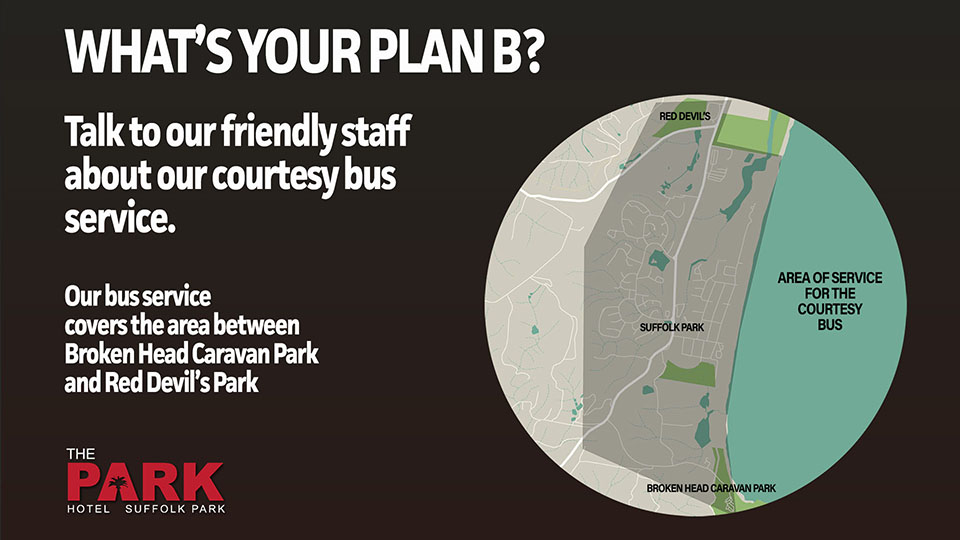 WHAT'S YOUR PLAN B?
Talk to our friendly staff
about our courtesy bus
service.
Our bus service
covers the area between
Broken Head Caravan Park
and Red Devil's Park
THE
PARK
HOTEL SUFFOLK PARK
RED DEVIL'S
SUFFOLK PARK
BROKEN HEAD CARAVAN PARK
AREA OF SERVICE
FOR THE
COURTESY
BUS